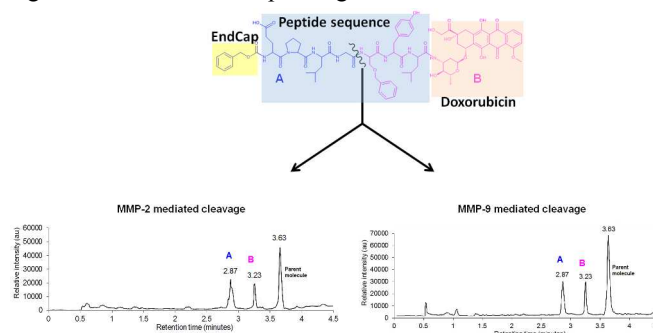 EndCap
Peptide sequence
A
B
Doxorubicin
MMP-2 mediated cleavage
Relative intensity (au)
60000
50000
40000
30000
20000
10000
0
A
2.87
B
3.23
3.63
Parent
molecule
0 0.5 1 1.5 2 2.5 3 3.5 4 4.5
Retention time (minutes)
MMP-9 mediated cleavage
Relative intensity (au)
70000
60000
50000
40000
30000
20000
10000
0
A
2.87
B
3.23
3.63
Parent
molecule
0 0.5 1 1.5 2 2.5 3 3.5 4
Retention time (minutes)